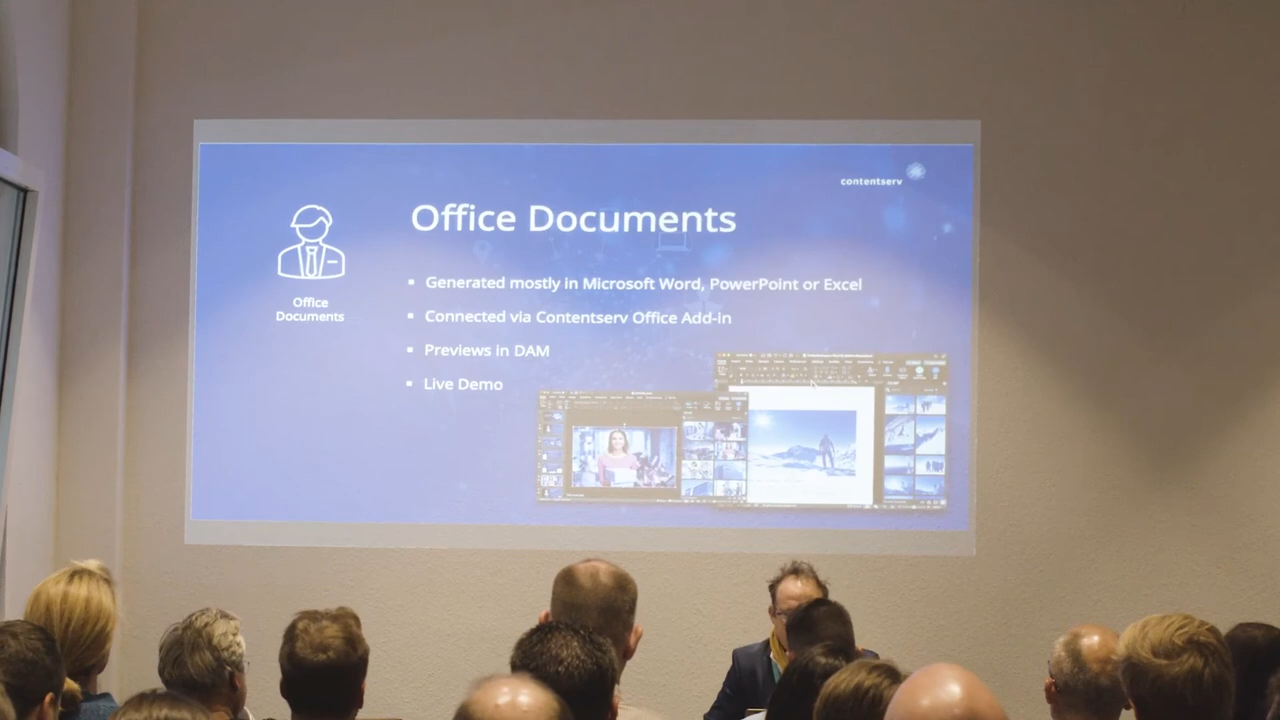 contentserv
Office Documents
Office
Documents
▪ Generated mostly in Microsoft Word, PowerPoint or Excel
▪ Connected via Contentserv Office Add-in
▪ Previews in DAM
▪ Live Demo